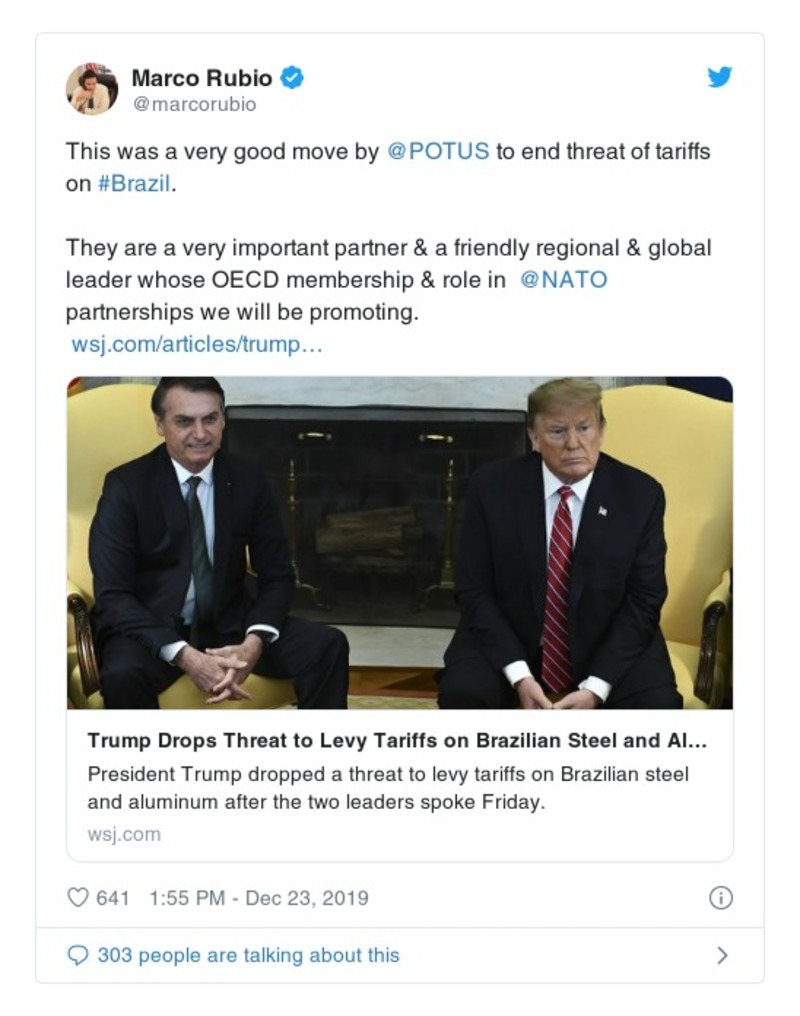 Marco Rubio
@marcorubio
This was a very good move by @POTUS to end threat of tariffs
on #Brazil.
They are a very important partner & a friendly regional & global
leader whose OECD membership & role in @NATO
partnerships we will be promoting.
wsj.com/articles/trump…
Trump Drops Threat to Levy Tariffs on Brazilian Steel and Al...
President Trump dropped a threat to levy tariffs on Brazilian steel
and aluminum after the two leaders spoke Friday.
wsj.com
641 1:55 PM - Dec 23, 2019
303 people are talking about this